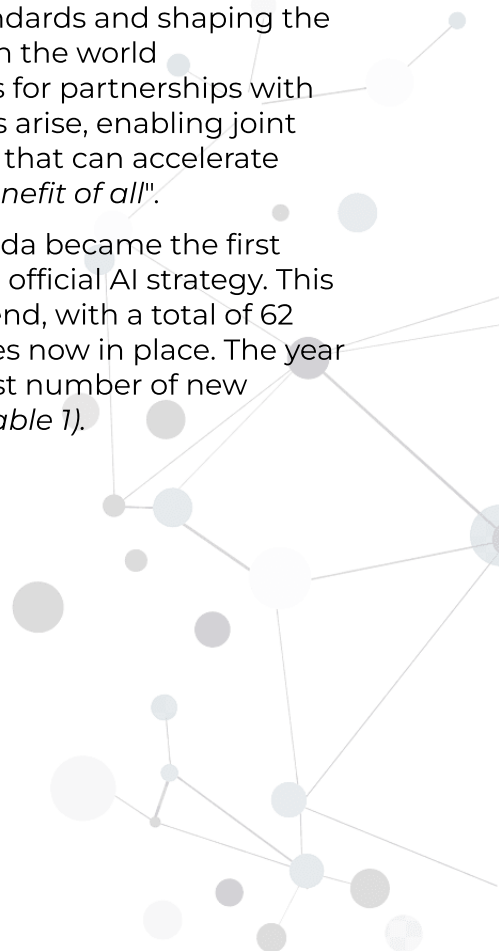 ndards and shaping the
n the world
s for partnerships with
s arise, enabling joint
that can accelerate
nefit of all".
da became the first
official AI strategy. This
end, with a total of 62
es now in place. The year
st number of new
able 1).